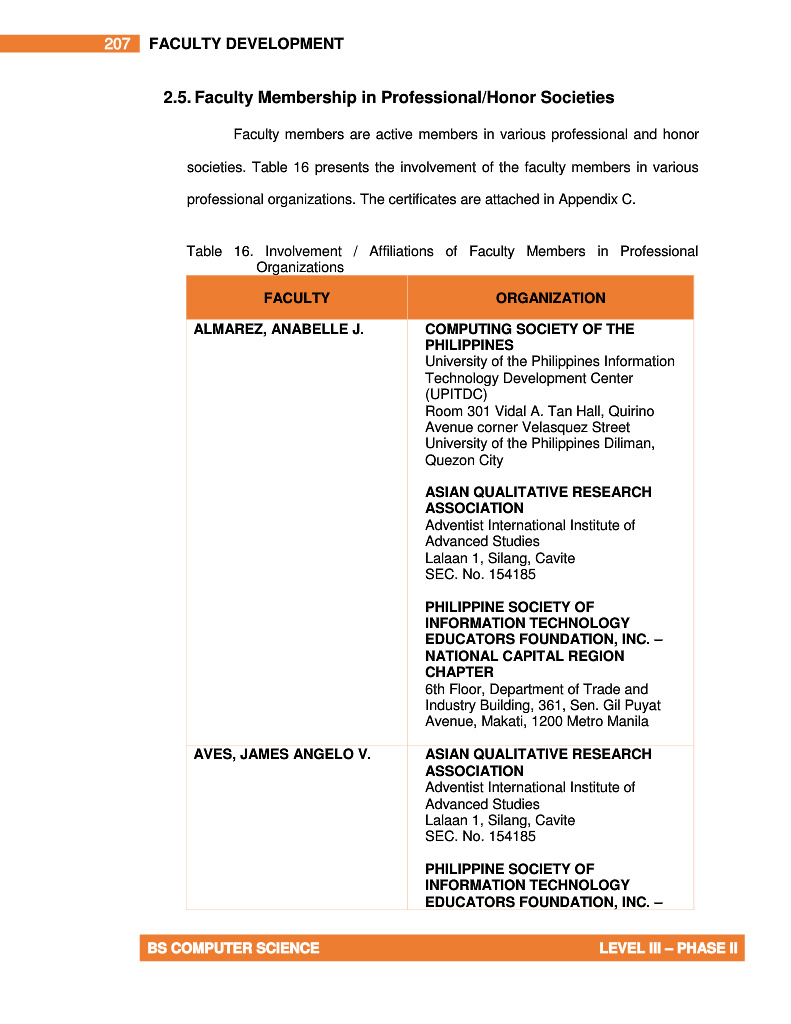 207 FACULTY DEVELOPMENT
2.5. Faculty Membership in Professional/Honor Societies
Faculty members are active members in various professional and honor
societies. Table 16 presents the involvement of the faculty members in various
professional organizations. The certificates are attached in Appendix C.
Table 16. Involvement / Affiliations of Faculty Members in Professional
Organizations
FACULTY ORGANIZATION
ALMAREZ, ANABELLE J. COMPUTING SOCIETY OF THE
PHILIPPINES
University of the Philippines Information
Technology Development Center
(UPITDC)
Room 301 Vidal A. Tan Hall, Quirino
Avenue corner Velasquez Street
University of the Philippines Diliman,
Quezon City
ASIAN QUALITATIVE RESEARCH
ASSOCIATION
Adventist International Institute of
Advanced Studies
Lalaan 1, Silang, Cavite
SEC. No. 154185
PHILIPPINE SOCIETY OF
INFORMATION TECHNOLOGY
EDUCATORS FOUNDATION, INC. –
NATIONAL CAPITAL REGION
CHAPTER
6th Floor, Department of Trade and
Industry Building, 361, Sen. Gil Puyat
Avenue, Makati, 1200 Metro Manila
AVES, JAMES ANGELO V. ASIAN QUALITATIVE RESEARCH
ASSOCIATION
Adventist International Institute of
Advanced Studies
Lalaan 1, Silang, Cavite
SEC. No. 154185
PHILIPPINE SOCIETY OF
INFORMATION TECHNOLOGY
EDUCATORS FOUNDATION, INC. –
BS COMPUTER SCIENCE LEVEL III – PHASE II